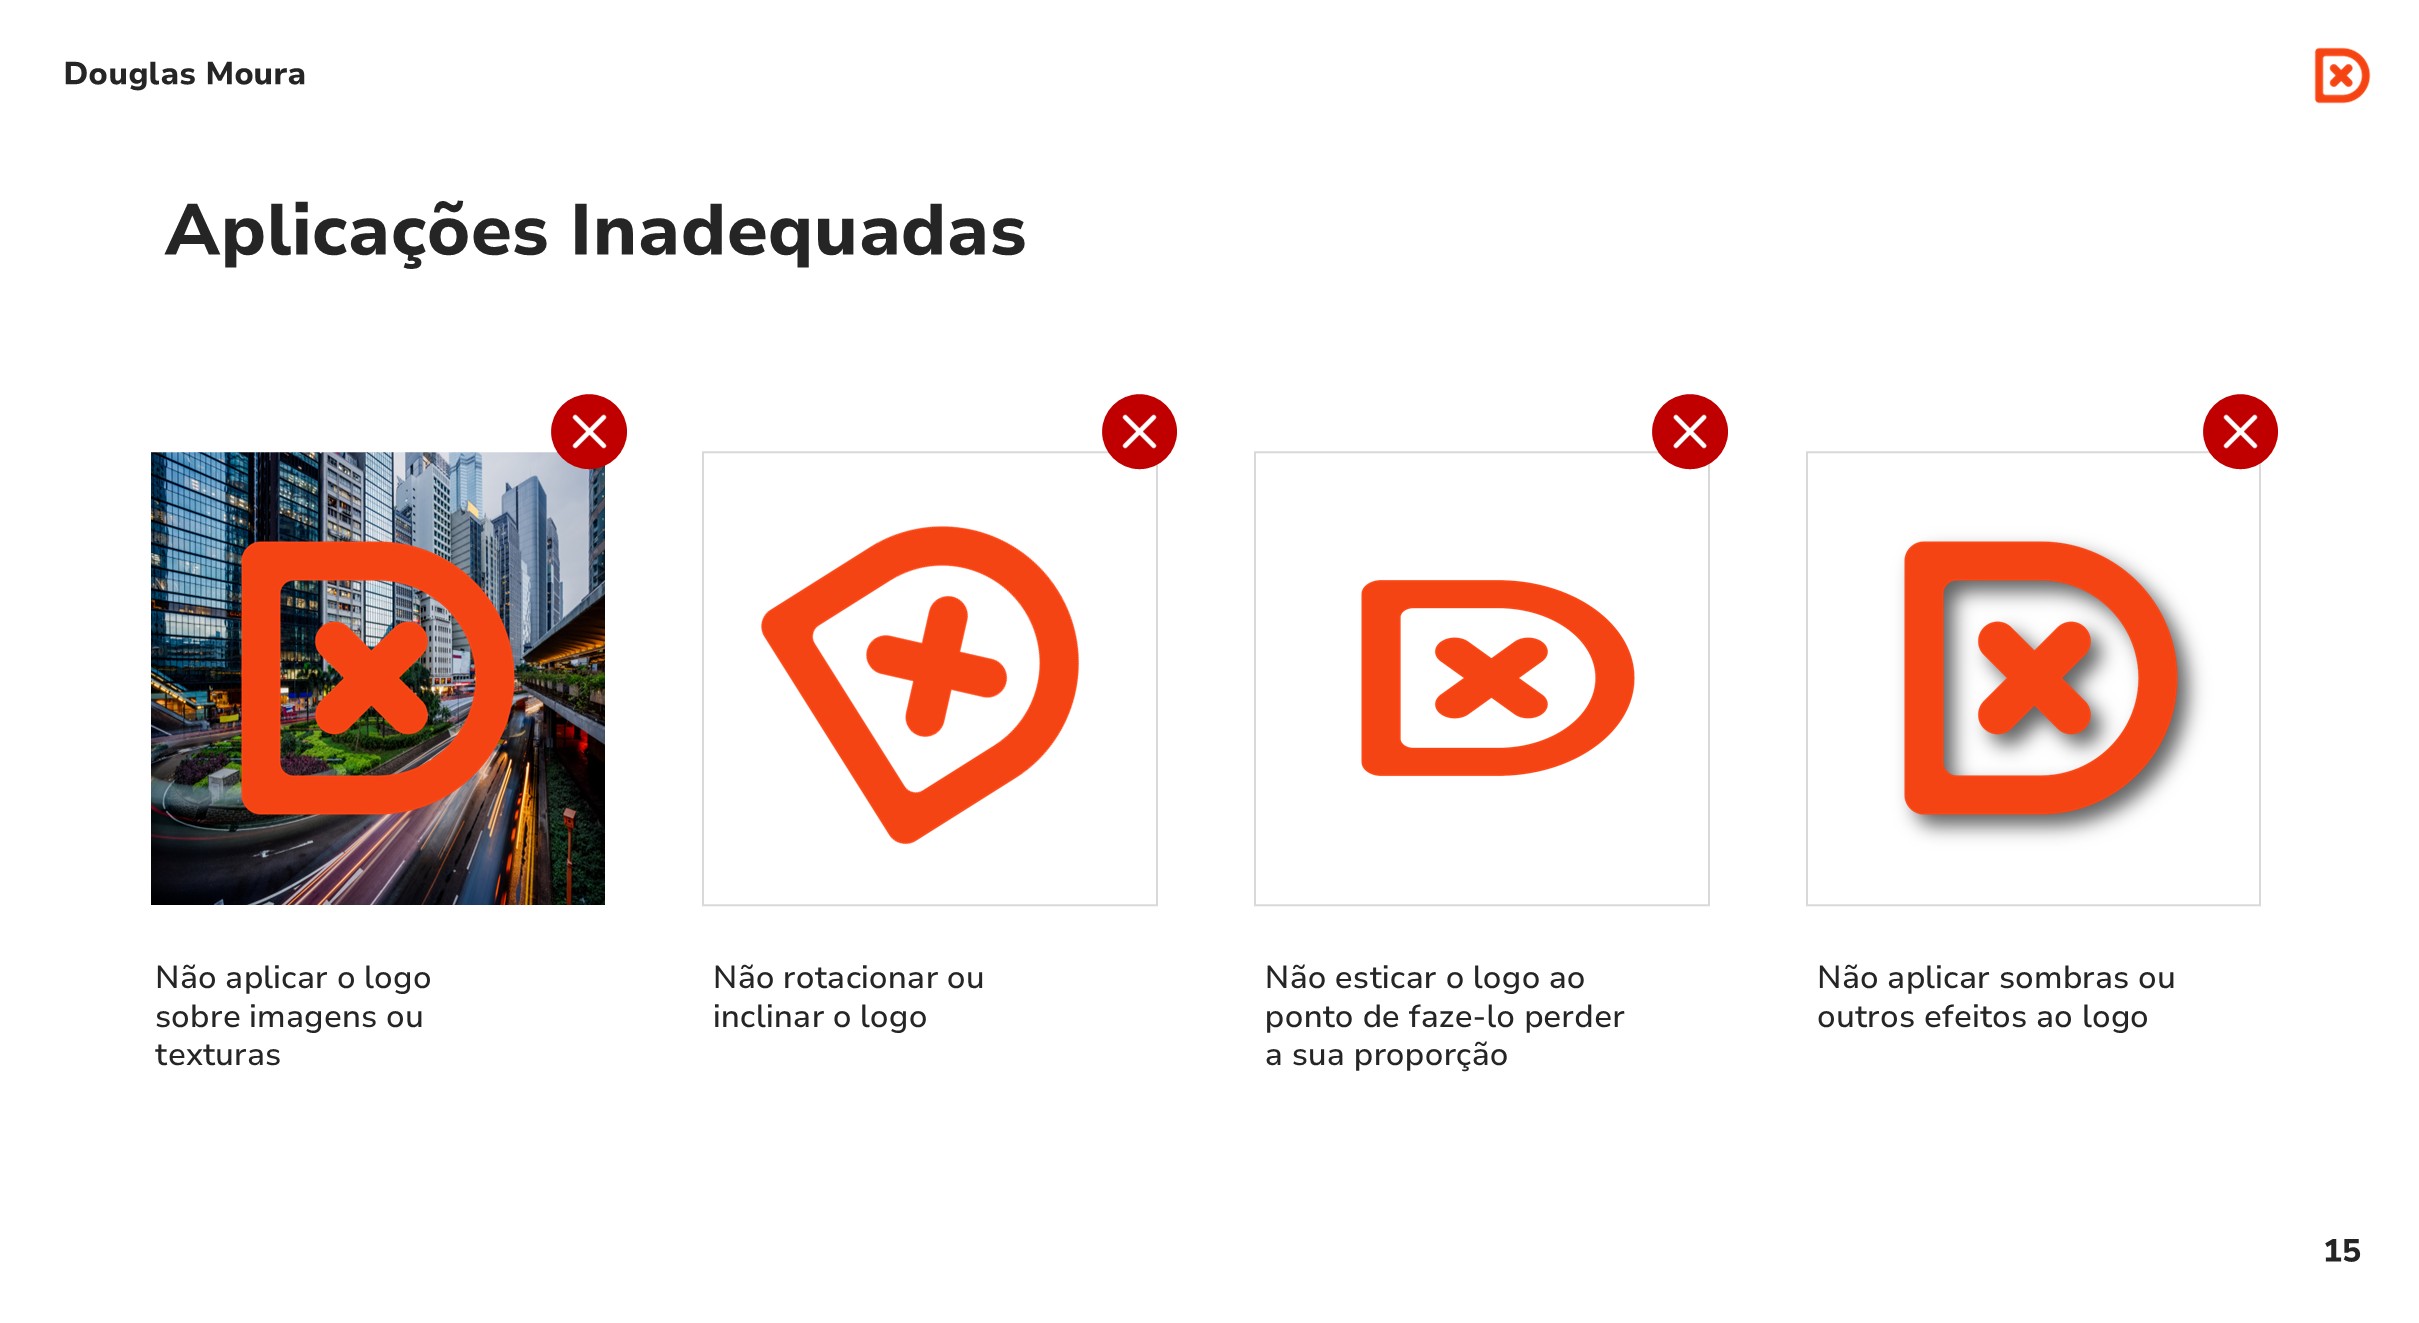 Douglas Moura
Aplicações Inadequadas
Não aplicar o logo
sobre imagens ou
texturas
Não rotacionar ou
inclinar o logo
Não esticar o logo ao
ponto de faze-lo perder
a sua proporção
Não aplicar sombras ou
outros efeitos ao logo
15